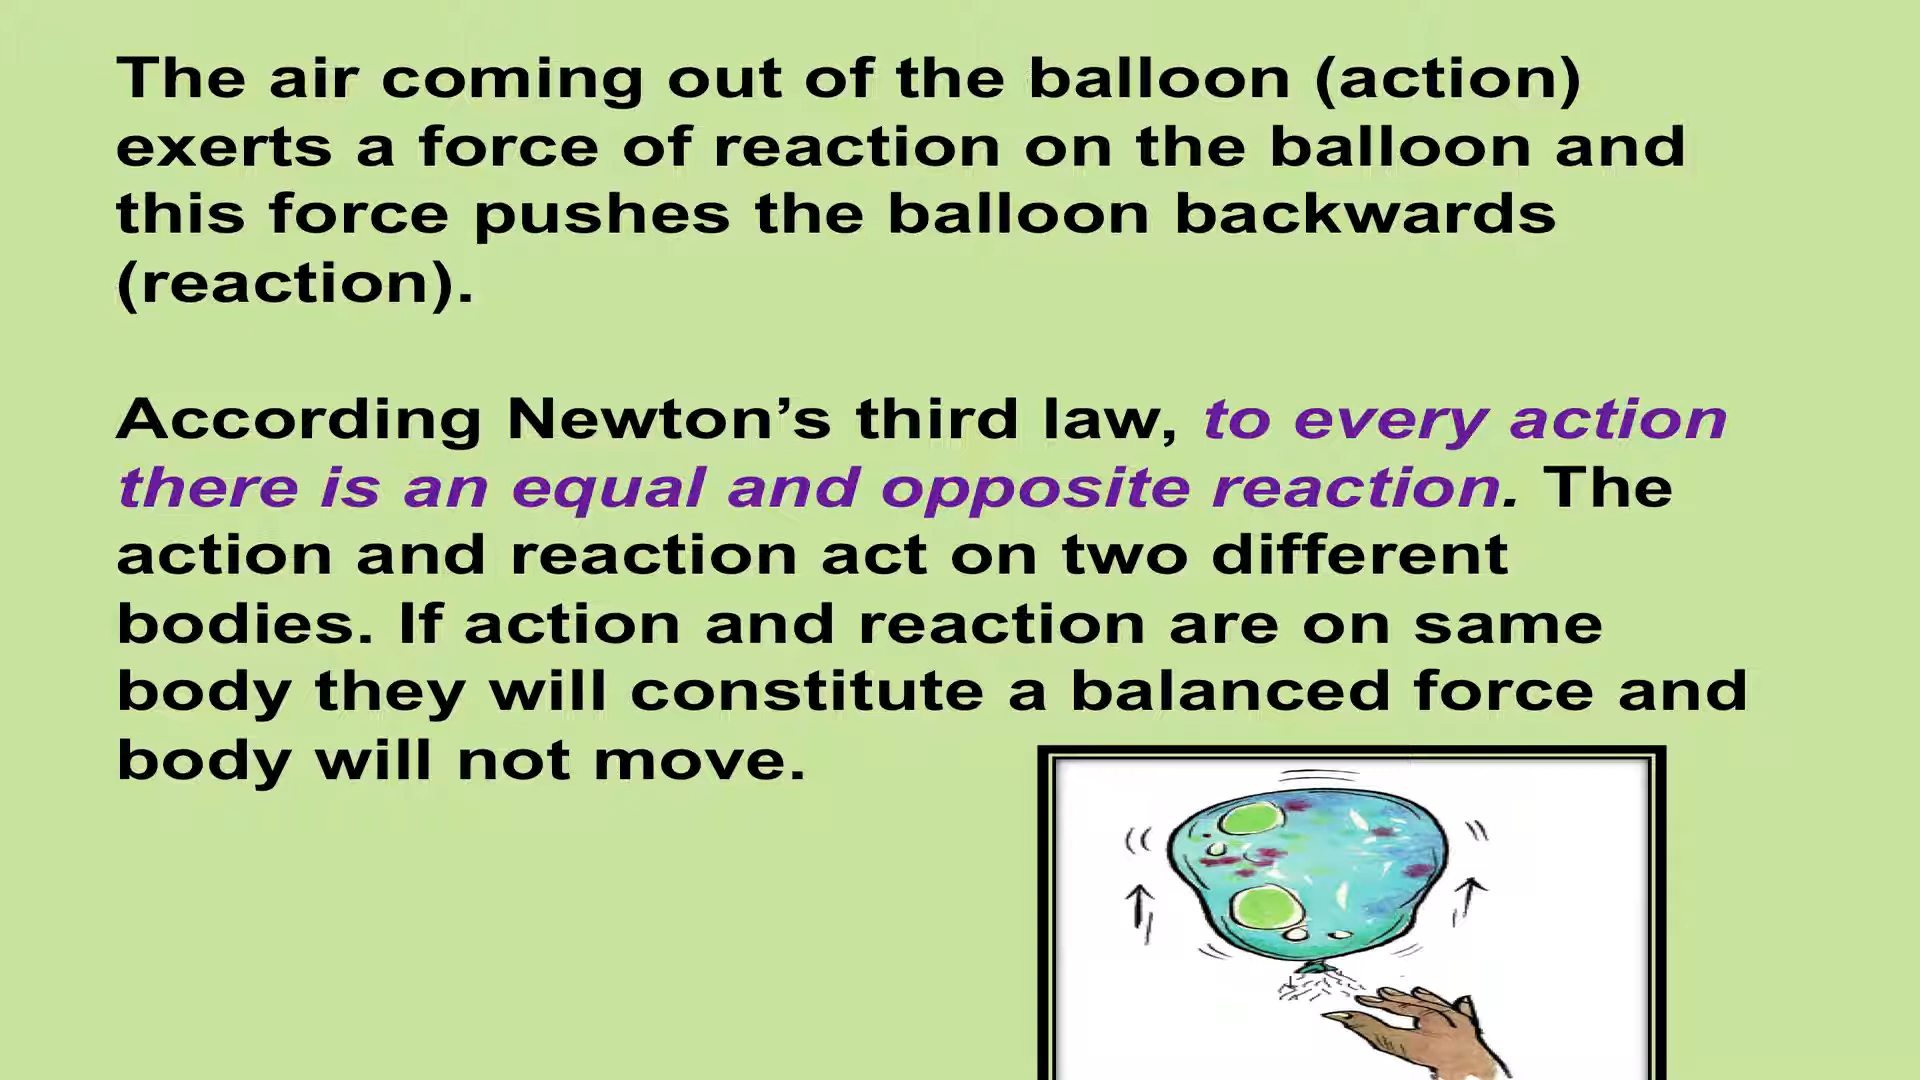 The air coming out of the balloon (action)
exerts a force of reaction on the balloon and
this force pushes the balloon backwards
(reaction).
According Newton’s third law, to every action
there is an equal and opposite reaction. The
action and reaction act on two different
bodies. If action and reaction are on same
body they will constitute a balanced force and
body will not move.